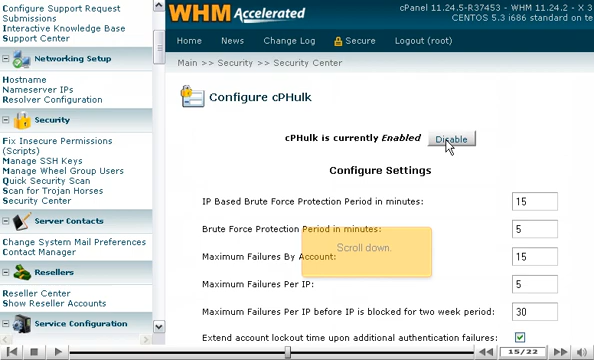 Configure Support Request
Submissions
Interactive Knowledge Base
Support Center
Networking Setup
Hostname
Nameserver IPs
Resolver Configuration
Security
Fix Insecure Permissions
(Scripts)
Manage SSH Keys
Manage Wheel Group Users
Quick Security Scan
Scan for Trojan Horses
Security Center
Server Contacts
Change System Mail Preferences
Contact Manager
Resellers
Reseller Center
Show Reseller Accounts
Service Configuration
WHM Accelerated
cPanel 11.24.5-R37453 - WHM 11.24.2 - X 3
CENTOS 5.3 i686 standard on
Home News Change Log Secure Logout (root)
Main >> Security >> Security Center
Configure cPHulk
cPHulk is currently Enabled Disable
Configure Settings
IP Based Brute Force Protection Period in minutes: 15
Brute Force Protection Period in minutes: 5
Scroll down.
Maximum Failures By Account: 15
Maximum Failures Per IP: 5
Maximum Failures Per IP before IP is blocked for two week period: 30
Extend account lockout time upon additional authentication failures:
15/22